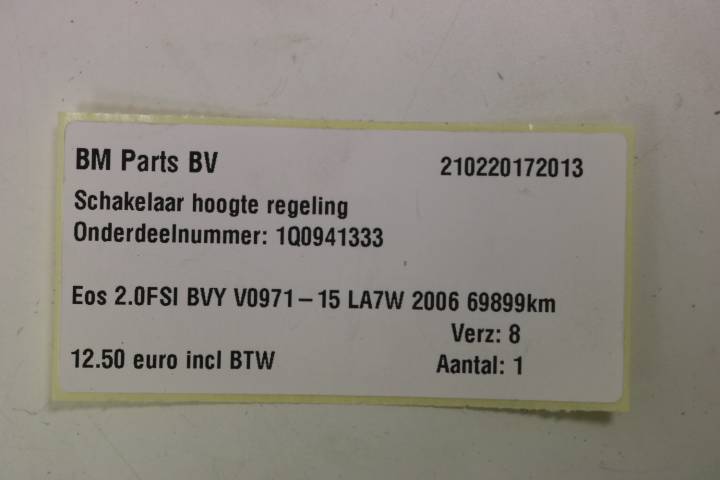 BM Parts BV 210220172013
Schakelaar hoogte regeling
Onderdeelnummer: 1Q0941333
Eos 2.0FSI BVY V0971-15 LA7W 2006 69899km
Verz: 8
12.50 euro incl BTW Aantal: 1